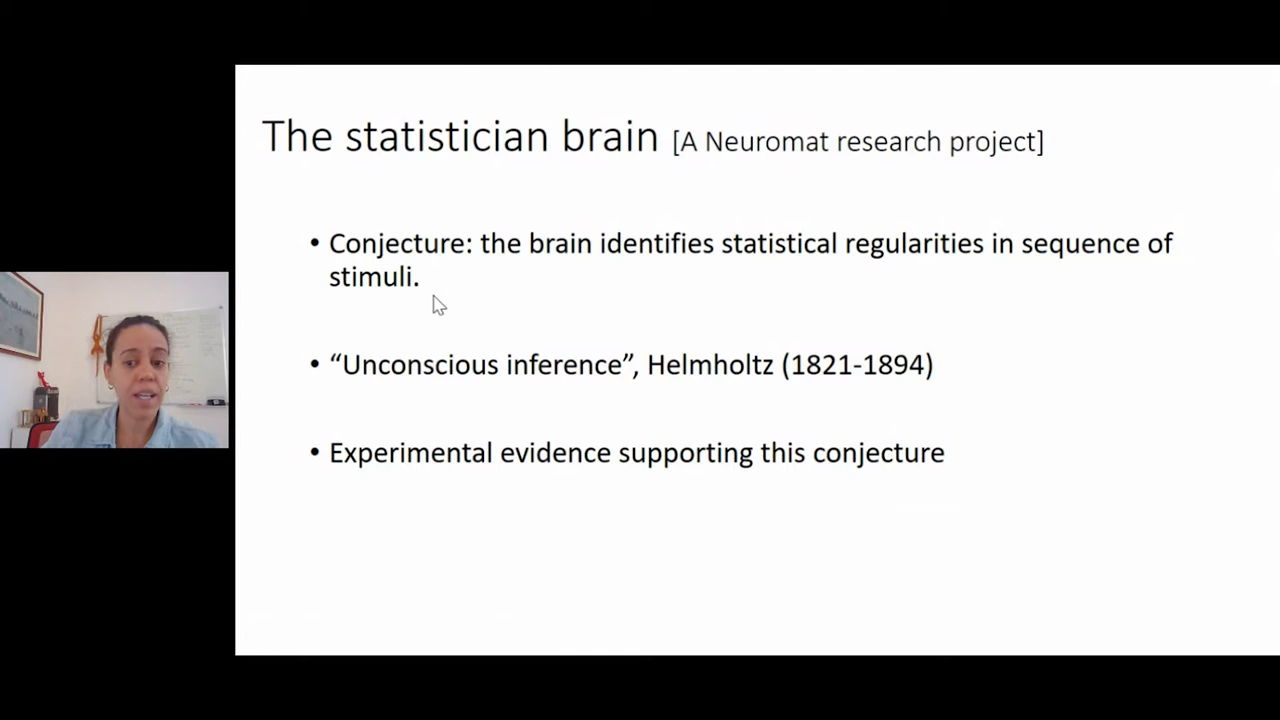 The statistician brain [A Neuromat research project]
• Conjecture: the brain identifies statistical regularities in sequence of
stimuli.
• “Unconscious inference”, Helmholtz (1821-1894)
• Experimental evidence supporting this conjecture